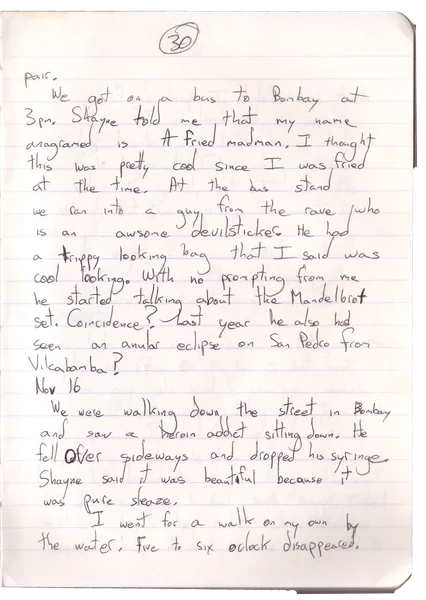 30
pair.
We got on a bus to Bombay at
3pm. Shayne told me that my name
anagramed is A fried madman. I thought
this was pretty cool since I was fried
at the time. At the bus stand
we ran into a guy from the rave who
is an awsone devilsticker He had
a trippy looking bag that I said was
cool looking. With no prompting from me
he started talking about the Mandelbrot
set. Coincidence? Last year he also had
seen an anular eclipse on San Pedro from
Vilcabamba?
Nov 16
We were walking down the street in Bombay
and saw a heroin addict sitting down. He
fell over sideways and dropped his syringe.
Shayne said it was beautiful because it
was pure sleaze.
I went for a walk on my own by
the water. Five to six oclock disappeared.